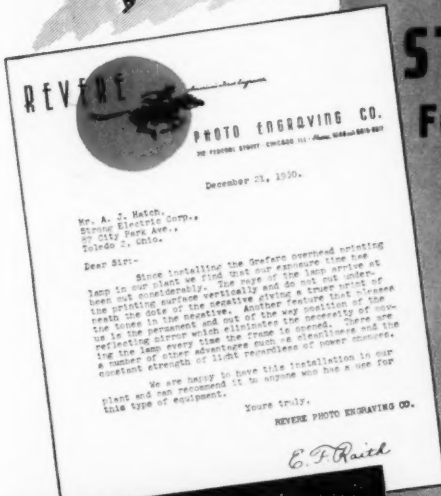 REVERE
PHOTO ENGRAVING CO.
December 21, 1950.
Mr. A. J. Hatch,
Strong Electric Corp.,
87 City Park Ave.,
Toledo 2, Ohio.
Dear Sir:-
Since installing the Grafarc overhead printing
lamp in our plant we find that our exposure time has
been cut considerably. The rays of the lamp arrive at
the printing surface vertically and do not cut under-
neath the dots of the negative giving a truer print of
the tones in the negative. Another feature that pleases
us is the permanent and out of the way position of the
reflecting mirror which eliminates the necessity of mov-
ing the lamp every time the frame is opened. There are
a number of other advantages such as cleanliness and the
constant strength of light regardless of power changes.
We are happy to have this installation in our
plant and can recommend it to anyone who has a use for
this type of equipment.
Yours truly,
REVERE PHOTO ENGRAVING CO.
E. F. Raith
ST
F